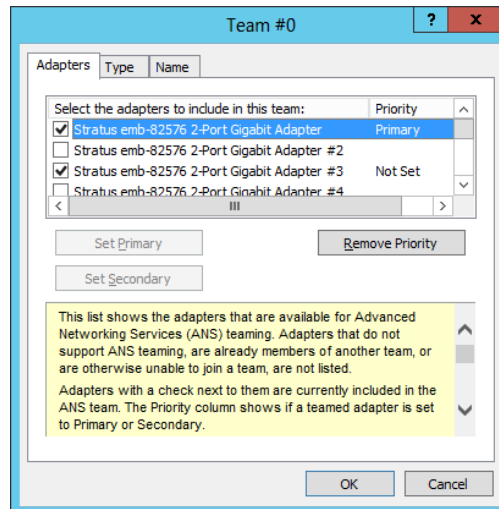 Team #0
?
x
Adapters Type Name
Select the adapters to include in this team: Priority
Stratus emb-82576 2-Port Gigabit Adapter Primary
Stratus emb-82576 2-Port Gigabit Adapter #2
Stratus emb-82576 2-Port Gigabit Adapter #3 Not Set
Stratus emb-82576 2-Port Gigabit Adapter #4
Set Primary Remove Priority
Set Secondary
This list shows the adapters that are available for Advanced
Networking Services (ANS) teaming. Adapters that do not
support ANS teaming, are already members of another team, or
are otherwise unable to join a team, are not listed.
Adapters with a check next to them are currently included in the
ANS team. The Priority column shows if a teamed adapter is set
to Primary or Secondary.
OK Cancel